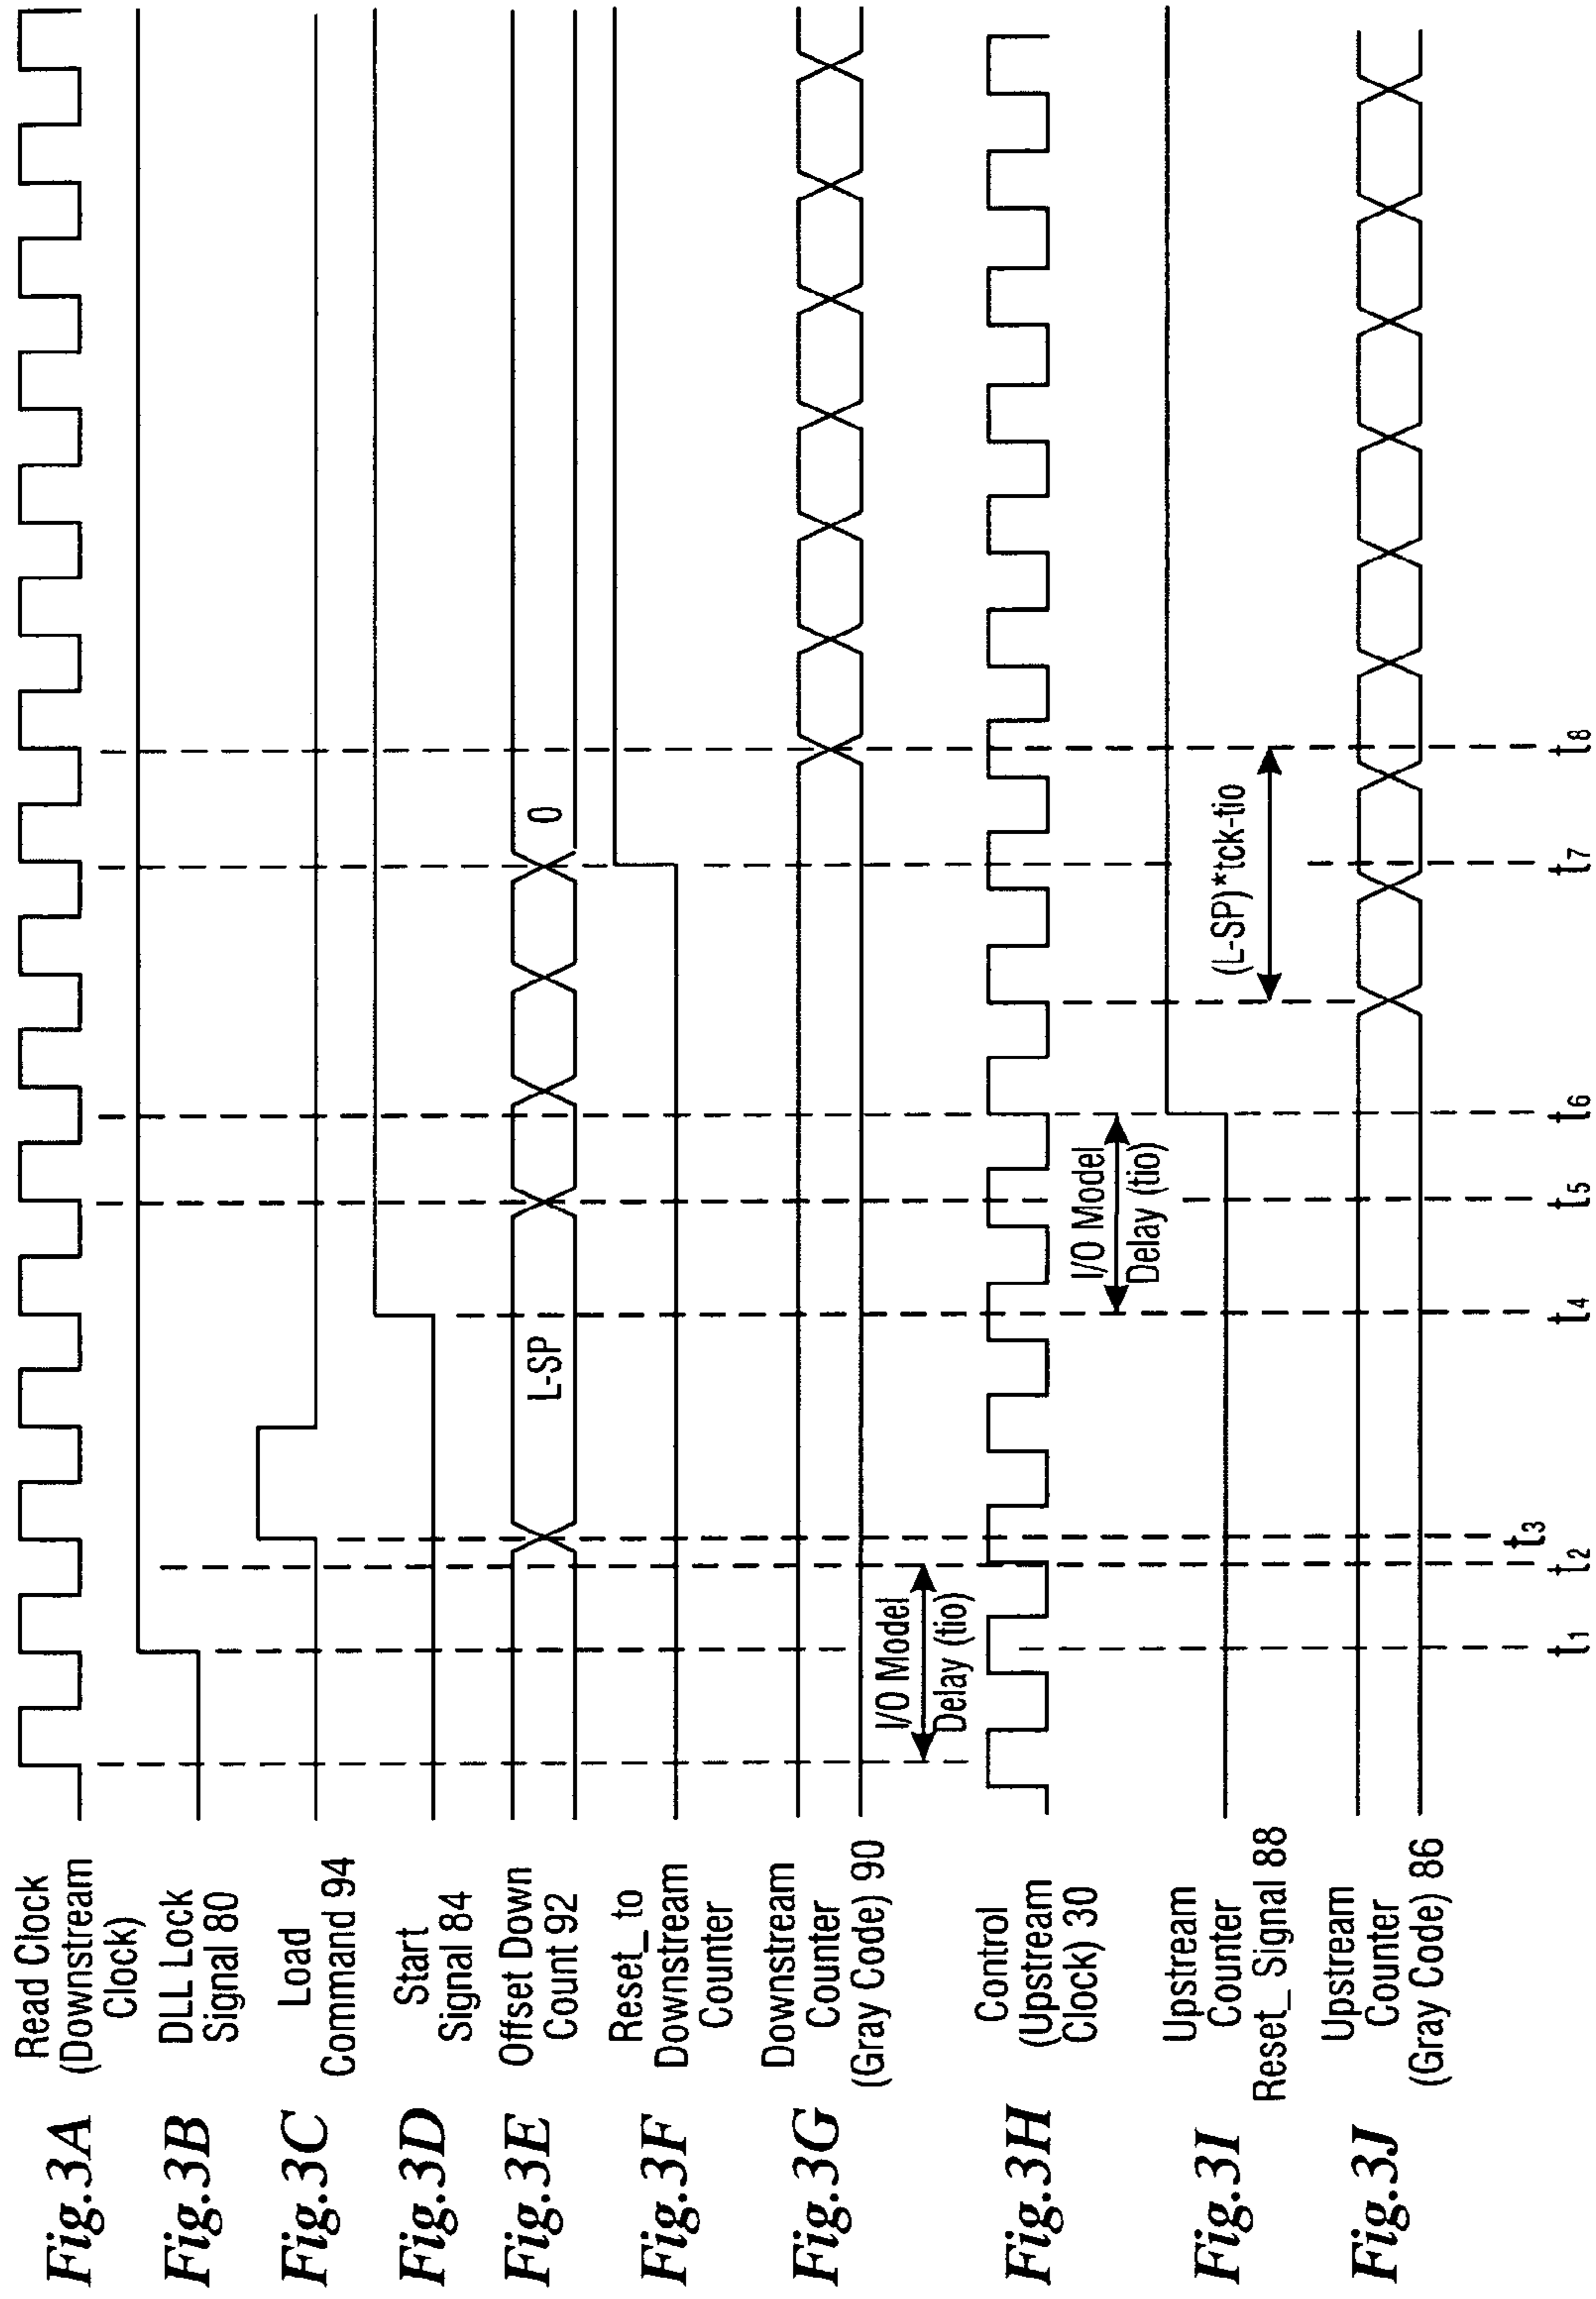 Fig.3A
Read Clock
(Downstream
Clock)
Fig.3B
DLL Lock
Signal 80
Fig.3C
Load
Command 94
Fig.3D
Start
Signal 84
Fig.3E
Offset Down
Count 92
L-SP
0
Fig.3F
Reset_ to
Downstream
Counter
Fig.3G
Downstream
Counter
(Gray Code) 90
I/O Model
Delay (tio)
Fig.3H
Control
(Upstream
Clock) 30
I/O Model
Delay (tio)
Fig.3I
Upstream
Counter
Reset_ Signal 88
(L-SP)*tck-tio
Fig.3J
Upstream
Counter
(Gray Code) 86
t1 t2 t3 t4 t5 t6 t7 t8